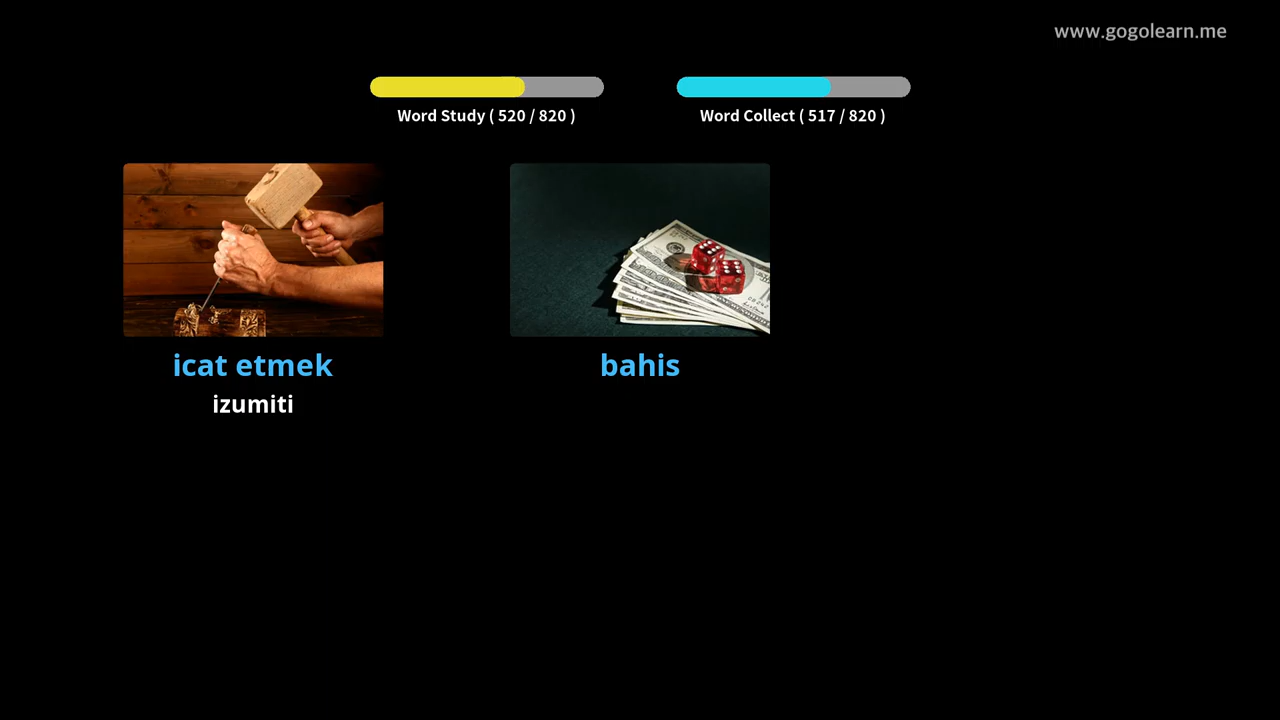 www.gogolearn.me
Word Study ( 520 / 820 )
Word Collect ( 517 / 820 )
icat etmek
izumiti
bahis